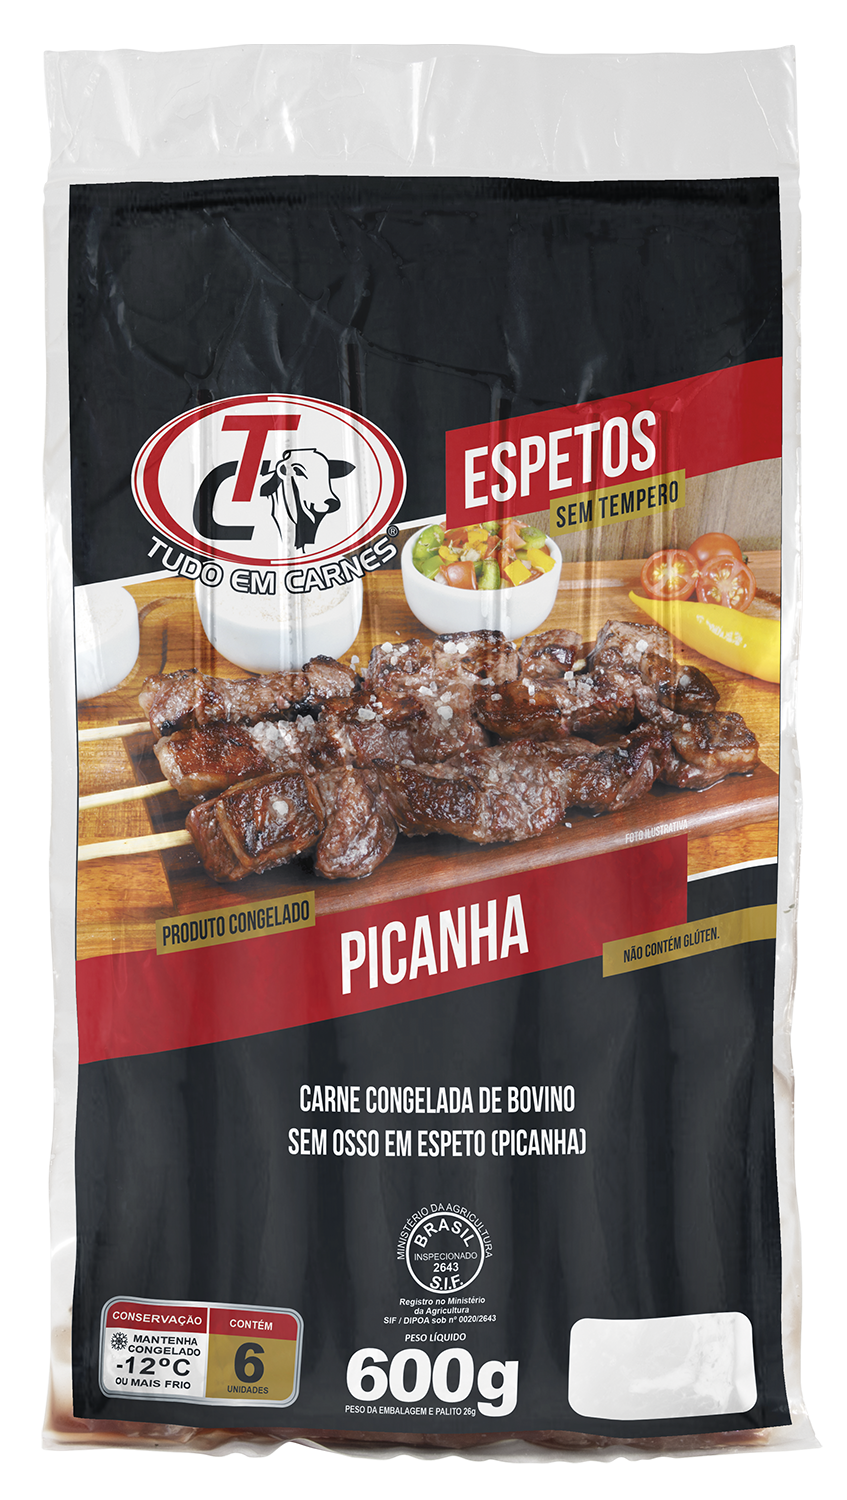 TC
TUDO EM CARNES®
ESPETOS
SEM TEMPERO
FOTO ILUSTRATIVA
PRODUTO CONGELADO
PICANHA
NÃO CONTÉM GLÚTEN.
CARNE CONGELADA DE BOVINO
SEM OSSO EM ESPETO (PICANHA)
MINISTÉRIO DA AGRICULTURA
BRASIL
INSPECIONADO
2643
S.I.F.
Registro no Ministério
da Agricultura
SIF / DIPOA sob nº 0020/2643
PESO LÍQUIDO
600g
PESO DA EMBALAGEM E PALITO 26g
CONSERVAÇÃO
MANTENHA
CONGELADO
-12ºC
OU MAIS FRIO
CONTÉM
6
UNIDADES